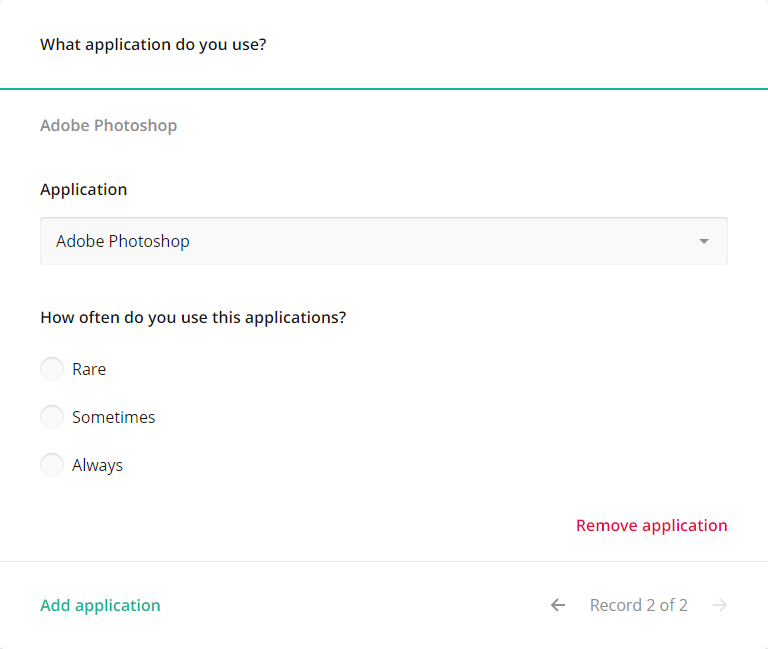 What application do you use?
Adobe Photoshop
Application
Adobe Photoshop
How often do you use this applications?
Rare
Sometimes
Always
Remove application
Add application
Record 2 of 2